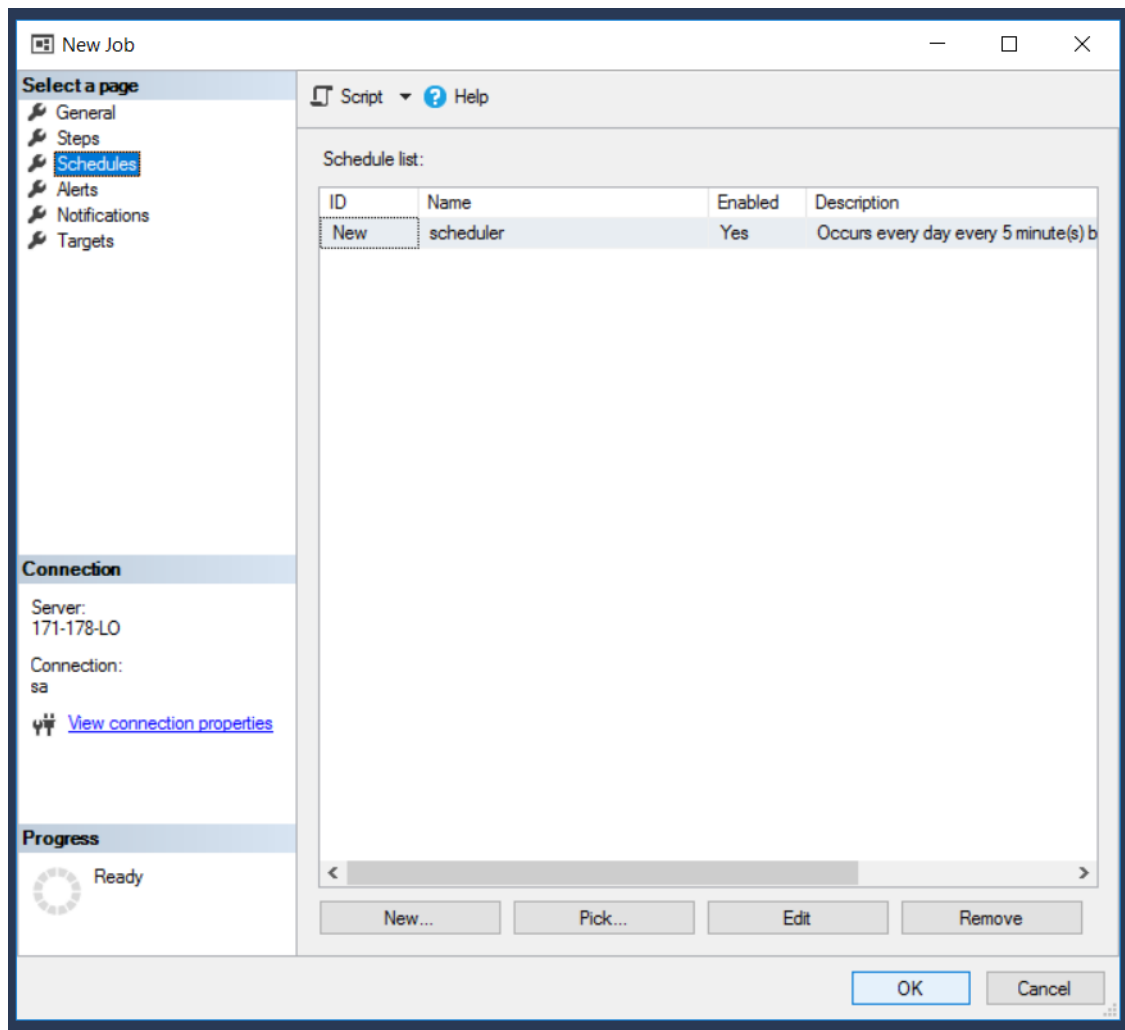 New Job
Select a page
General
Steps
Schedules
Alerts
Notifications
Targets
Connection
Server:
171-178-LO
Connection:
sa
View connection properties
Progress
Ready
Script
Help
Schedule list:
ID Name Enabled Description
New scheduler Yes Occurs every day every 5 minute(s) b
New... Pick... Edit Remove
OK Cancel